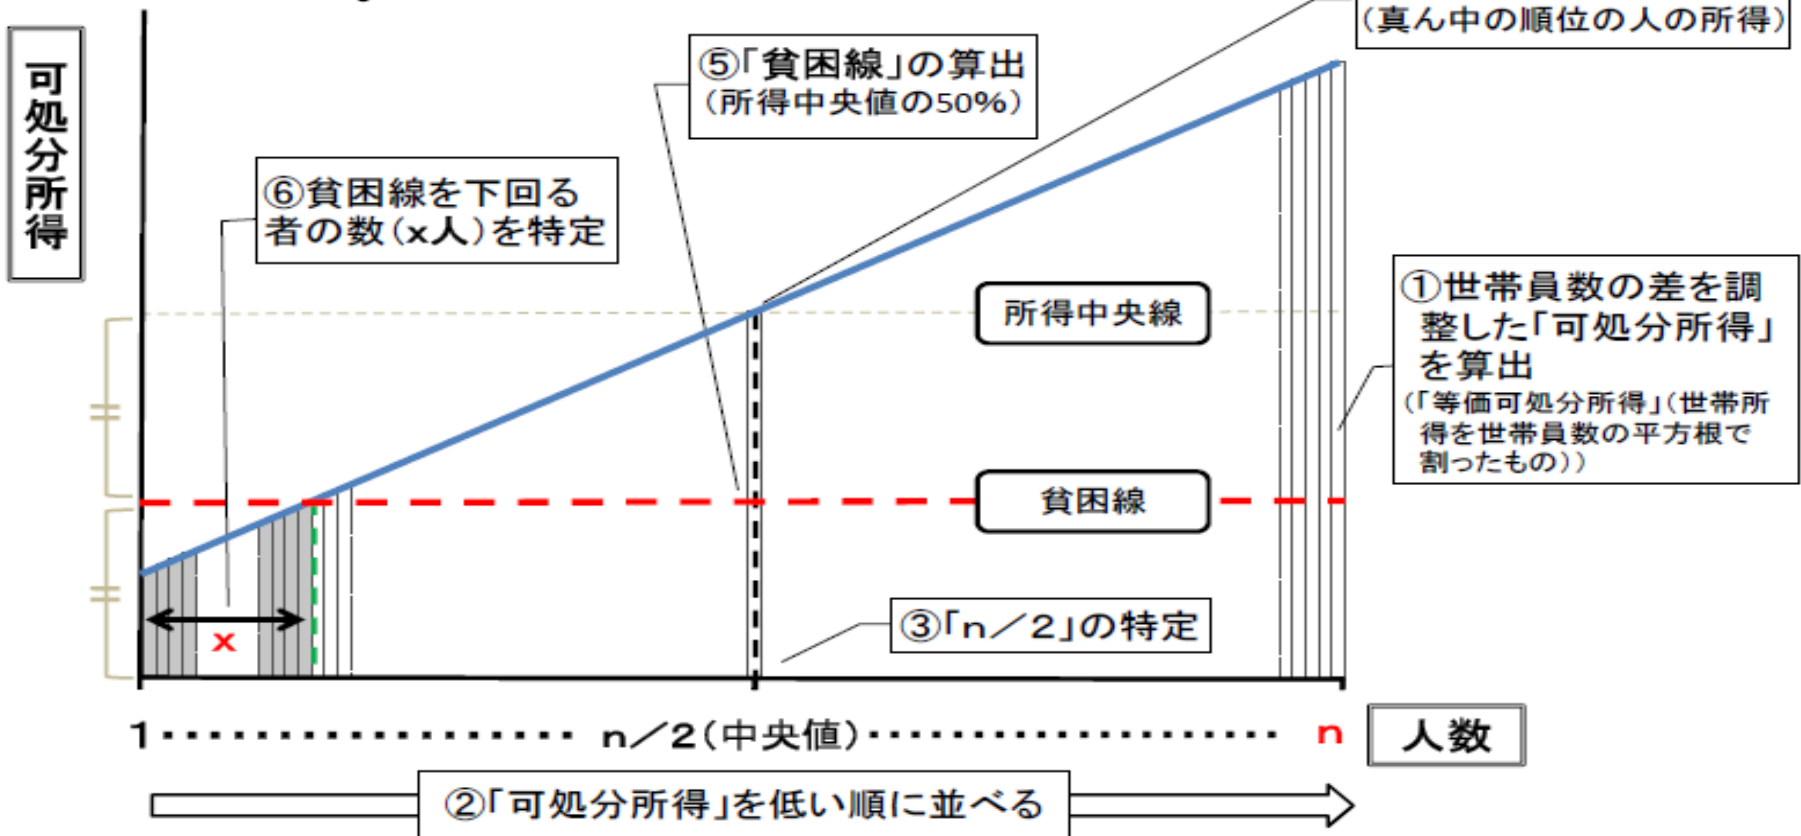 (真ん中の順位の人の所得)
可処分所得
⑤「貧困線」の算出
(所得中央値の50%)
⑥貧困線を下回る
者の数(x人)を特定
所得中央線
①世帯員数の差を調
整した「可処分所得」
を算出
(「等価可処分所得」(世帯所
得を世帯員数の平方根で
割ったもの))
貧困線
x
③「n/2」の特定
1‥‥‥‥‥‥‥‥‥ n/2(中央値)‥‥‥‥‥‥‥‥‥ n
人数
②「可処分所得」を低い順に並べる